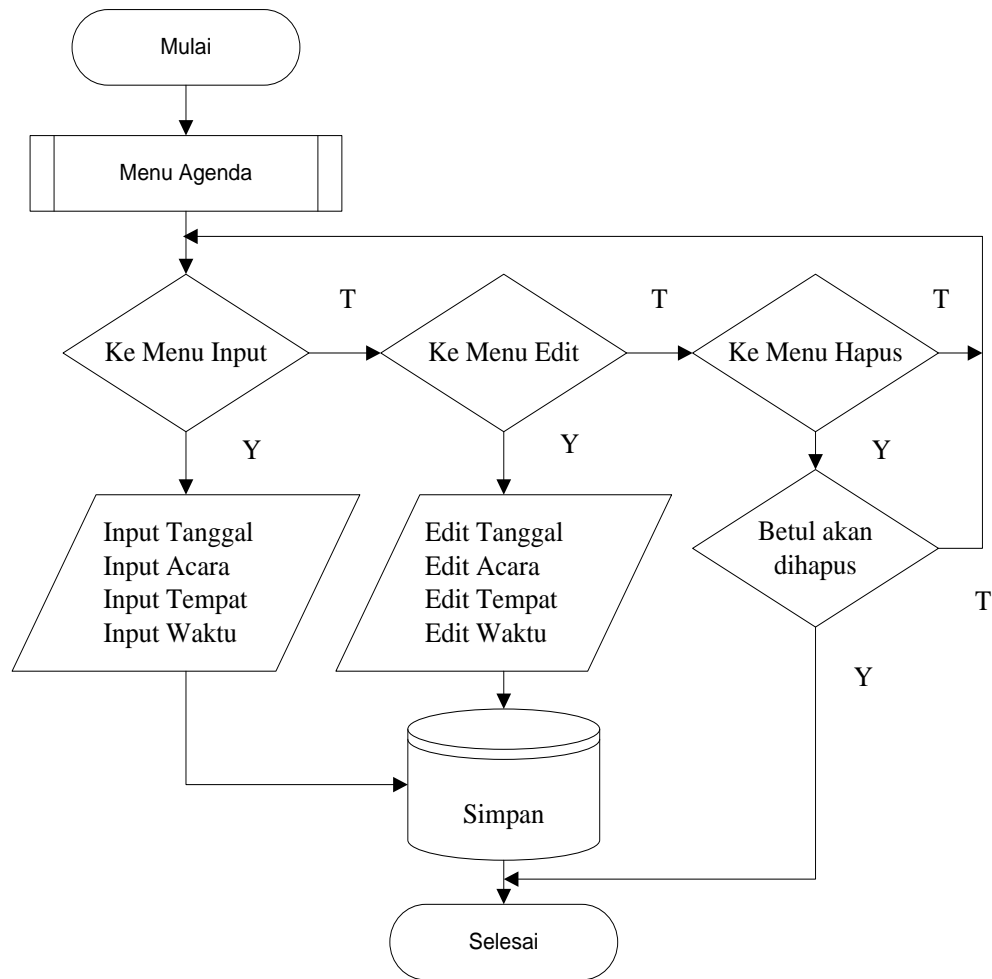 Mulai
Menu Agenda
Ke Menu Input
T
Ke Menu Edit
T
Ke Menu Hapus
T
Y
Y
Y
Input Tanggal
Input Acara
Input Tempat
Input Waktu
Edit Tanggal
Edit Acara
Edit Tempat
Edit Waktu
Betul akan
dihapus
T
Y
Simpan
Selesai